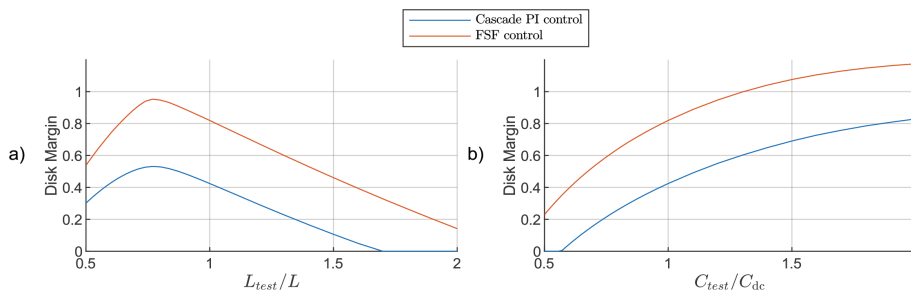 Cascade PI control
FSF control
a)
Disk Margin
1
0.8
0.6
0.4
0.2
0
0.5
1
1.5
2
L_test/L
b)
Disk Margin
1
0.8
0.6
0.4
0.2
0
0.5
1
1.5
C_test/C_dc